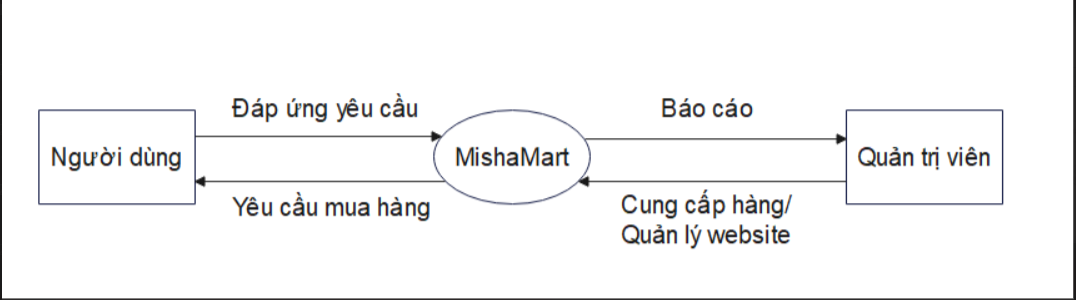 Đáp ứng yêu cầu
Báo cáo
Người dùng
MishaMart
Quản trị viên
Yêu cầu mua hàng
Cung cấp hàng/
Quản lý website